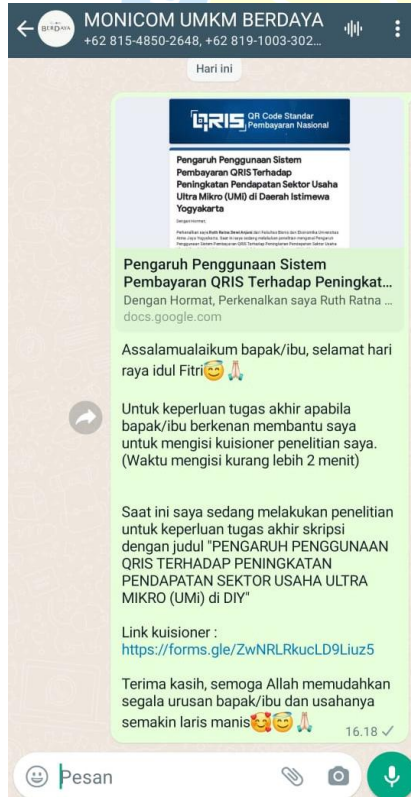 MONICOM UMKM BERDAYA
+62 815-4850-2648, +62 819-1003-302...
BERDAYA
Hari ini
QRIS QR Code Standar
Pembayaran Nasional
Pengaruh Penggunaan Sistem
Pembayaran QRIS Terhadap
Peningkatan Pendapatan Sektor Usaha
Ultra Mikro (UMi) di Daerah Istimewa
Yogyakarta
Dengan Hormat,
Pengaruh Penggunaan Sistem
Pembayaran QRIS Terhadap Peningkat...
Dengan Hormat, Perkenalkan saya Ruth Ratna ...
docs.google.com
Assalamualaikum bapak/ibu, selamat hari
raya idul Fitri😇🙏🏻
Untuk keperluan tugas akhir apabila
bapak/ibu berkenan membantu saya
untuk mengisi kuisioner penelitian saya.
(Waktu mengisi kurang lebih 2 menit)
Saat ini saya sedang melakukan penelitian
untuk keperluan tugas akhir skripsi
dengan judul "PENGARUH PENGGUNAAN
QRIS TERHADAP PENINGKATAN
PENDAPATAN SEKTOR USAHA ULTRA
MIKRO (UMi) di DIY"
Link kuisioner :
https://forms.gle/ZwNRLRkucLD9Liuz5
Terima kasih, semoga Allah memudahkan
segala urusan bapak/ibu dan usahanya
semakin laris manis🥰😇🙏🏻
16.18
Pesan